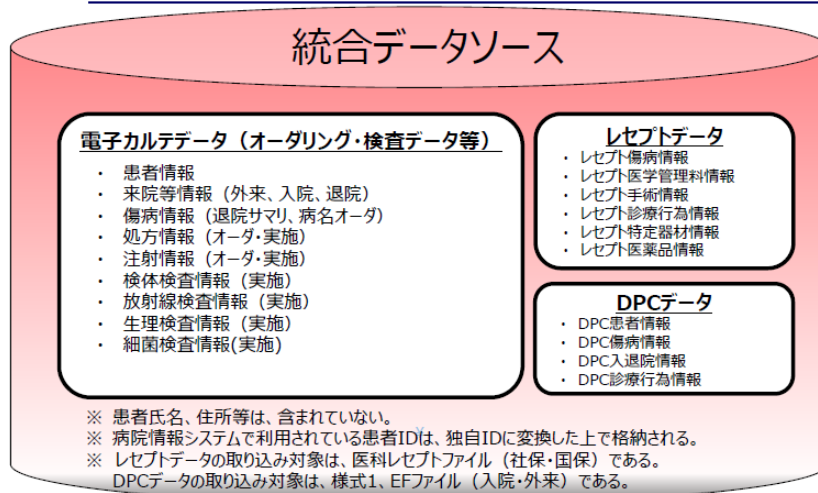 統合データソース
電子カルテデータ（オーダリング・検査データ等）
・ 患者情報
・ 来院等情報（外来、入院、退院）
・ 傷病情報（退院サマリ、病名オーダ）
・ 処方情報（オーダ・実施）
・ 注射情報（オーダ・実施）
・ 検体検査情報（実施）
・ 放射線検査情報（実施）
・ 生理検査情報（実施）
・ 細菌検査情報(実施)
レセプトデータ
・ レセプト傷病情報
・ レセプト医学管理料情報
・ レセプト手術情報
・ レセプト診療行為情報
・ レセプト特定器材情報
・ レセプト医薬品情報
DPCデータ
・ DPC患者情報
・ DPC傷病情報
・ DPC入退院情報
・ DPC診療行為情報
※ 患者氏名、住所等は、含まれていない。
※ 病院情報システムで利用されている患者IDは、独自IDに変換した上で格納される。
※ レセプトデータの取り込み対象は、医科レセプトファイル（社保・国保）である。
DPCデータの取り込み対象は、様式1、EFファイル（入院・外来）である。